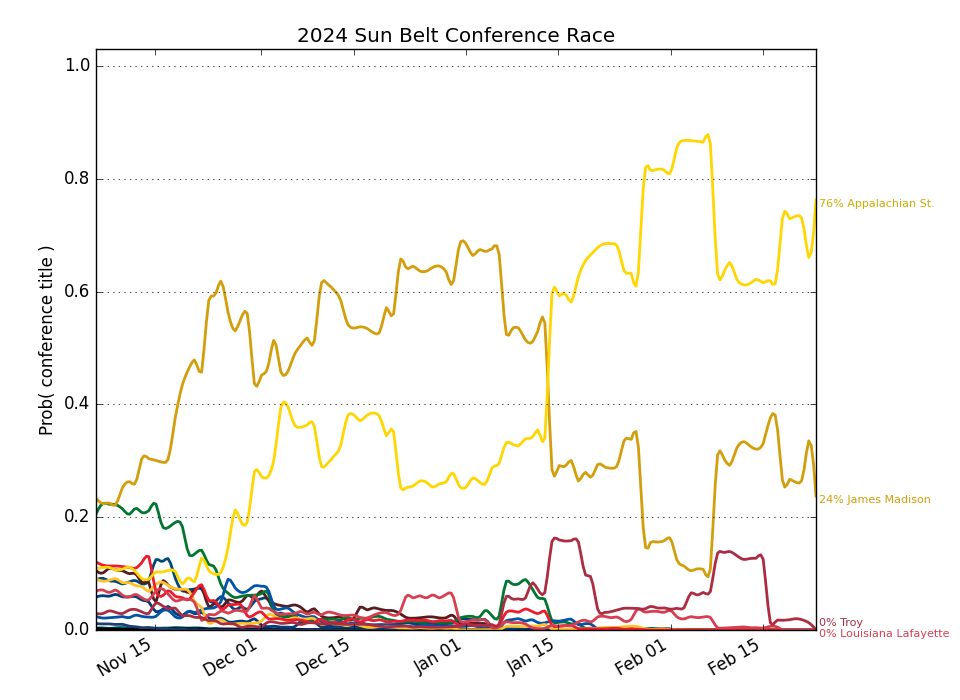 2024 Sun Belt Conference Race
Prob( conference title )
1.0
0.8
0.6
0.4
0.2
0.0
76% Appalachian St.
24% James Madison
0% Troy
0% Louisiana Lafayette
Nov 15
Dec 01
Dec 15
Jan 01
Jan 15
Feb 01
Feb 15